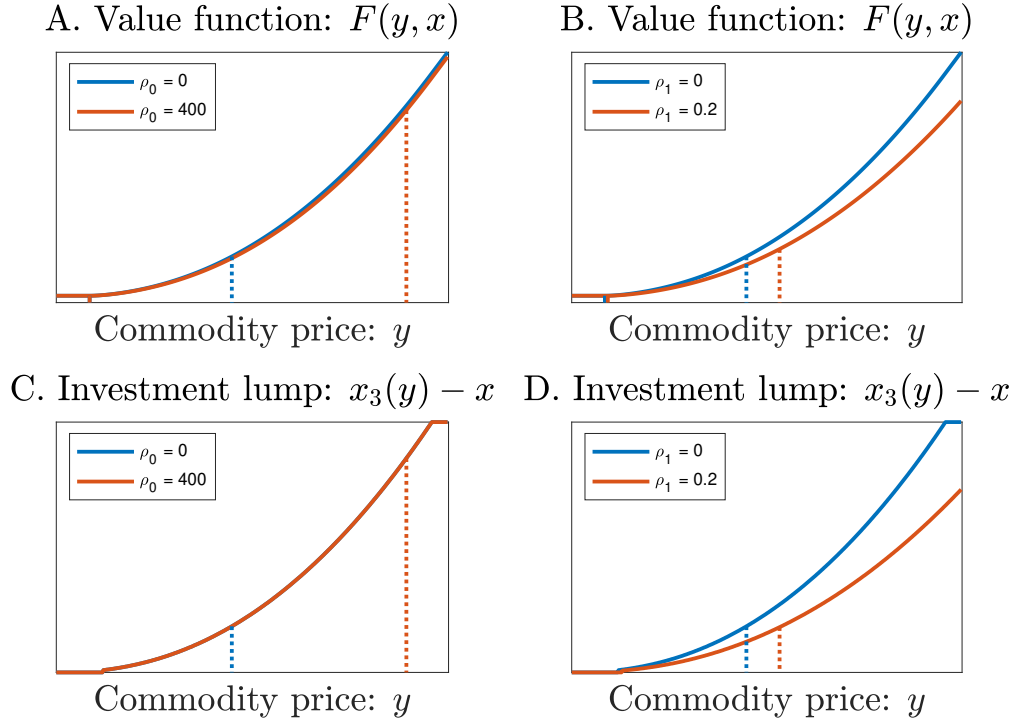 A. Value function: F(y, x)
ρ0 = 0
ρ0 = 400
Commodity price: y
B. Value function: F(y, x)
ρ1 = 0
ρ1 = 0.2
Commodity price: y
C. Investment lump: x3(y) − x
ρ0 = 0
ρ0 = 400
Commodity price: y
D. Investment lump: x3(y) − x
ρ1 = 0
ρ1 = 0.2
Commodity price: y